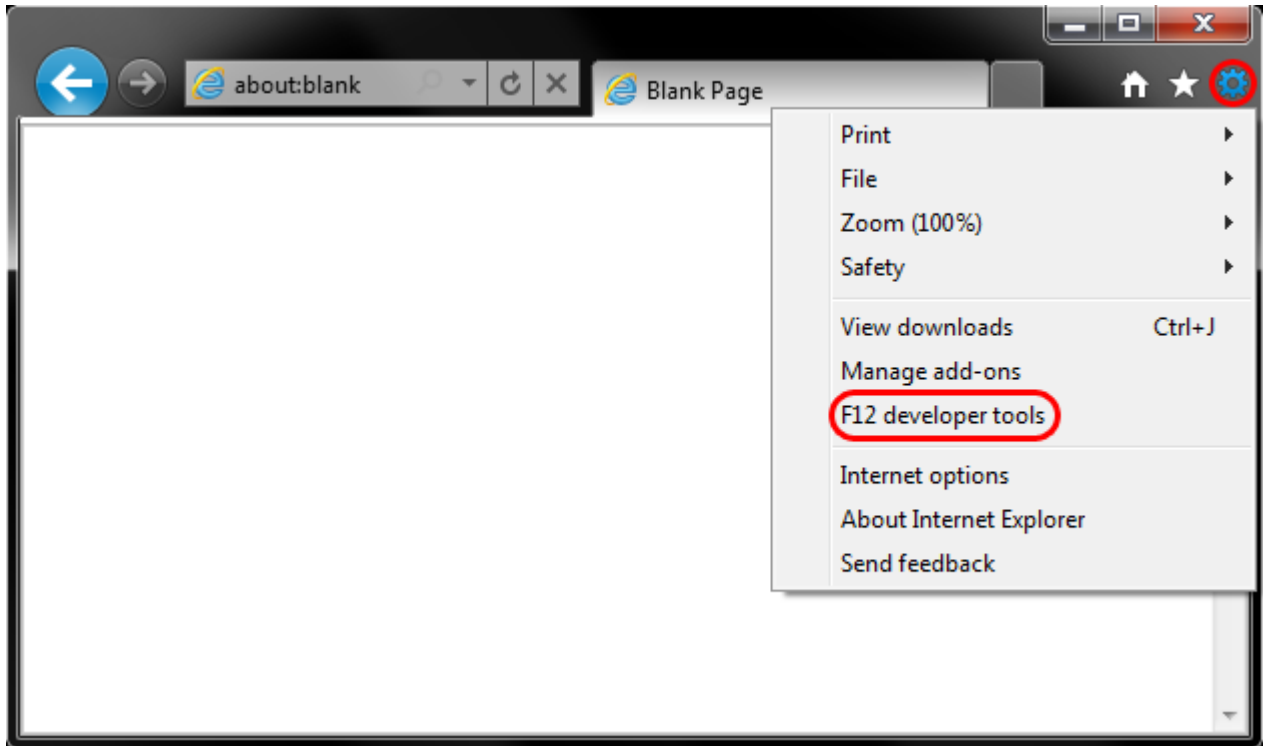 about:blank
Blank Page
Print
File
Zoom (100%)
Safety
View downloads Ctrl+J
Manage add-ons
F12 developer tools
Internet options
About Internet Explorer
Send feedback